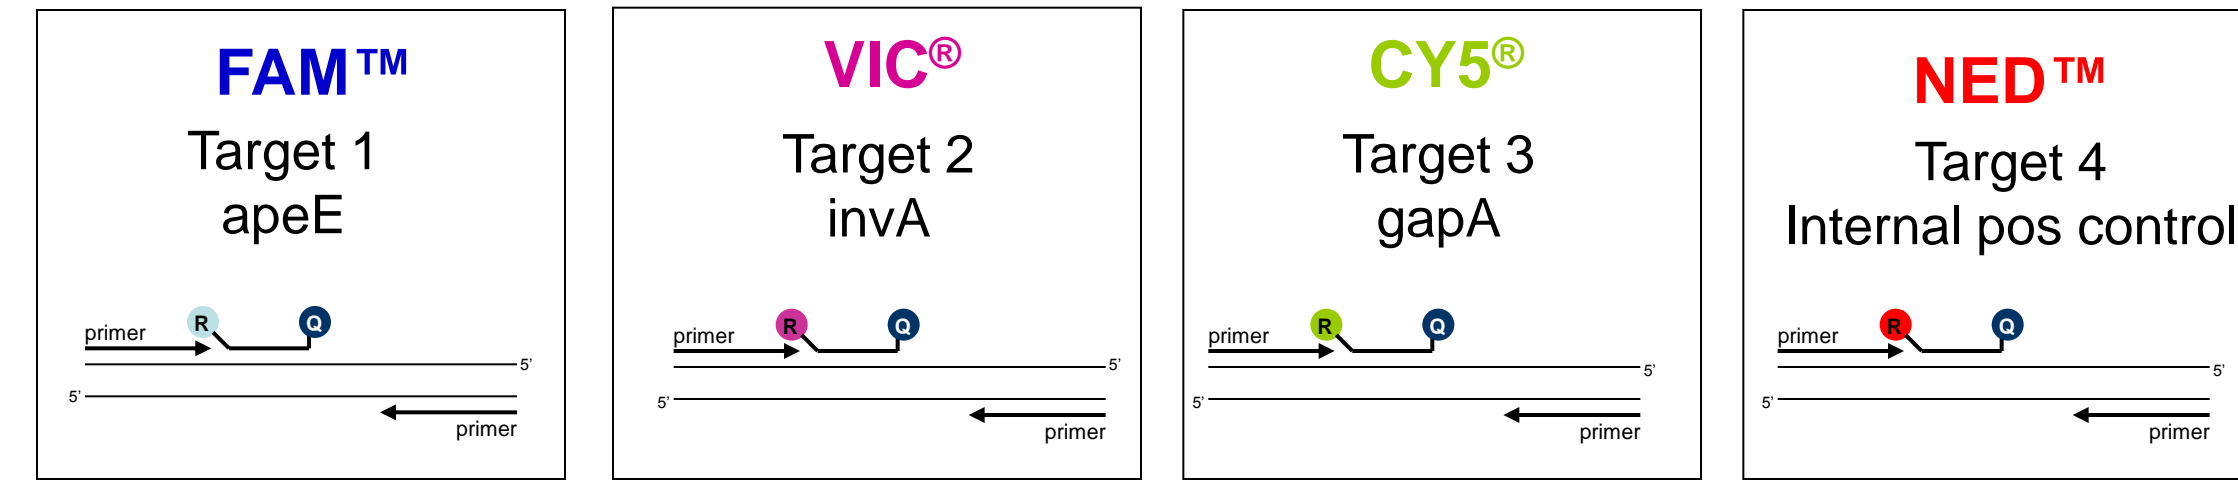 FAM™
Target 1
apeE
primer
R
Q
5’
5’
primer
VIC®
Target 2
invA
primer
R
Q
5’
5’
primer
CY5®
Target 3
gapA
primer
R
Q
5’
5’
primer
NED™
Target 4
Internal pos control
primer
R
Q
5’
5’
primer